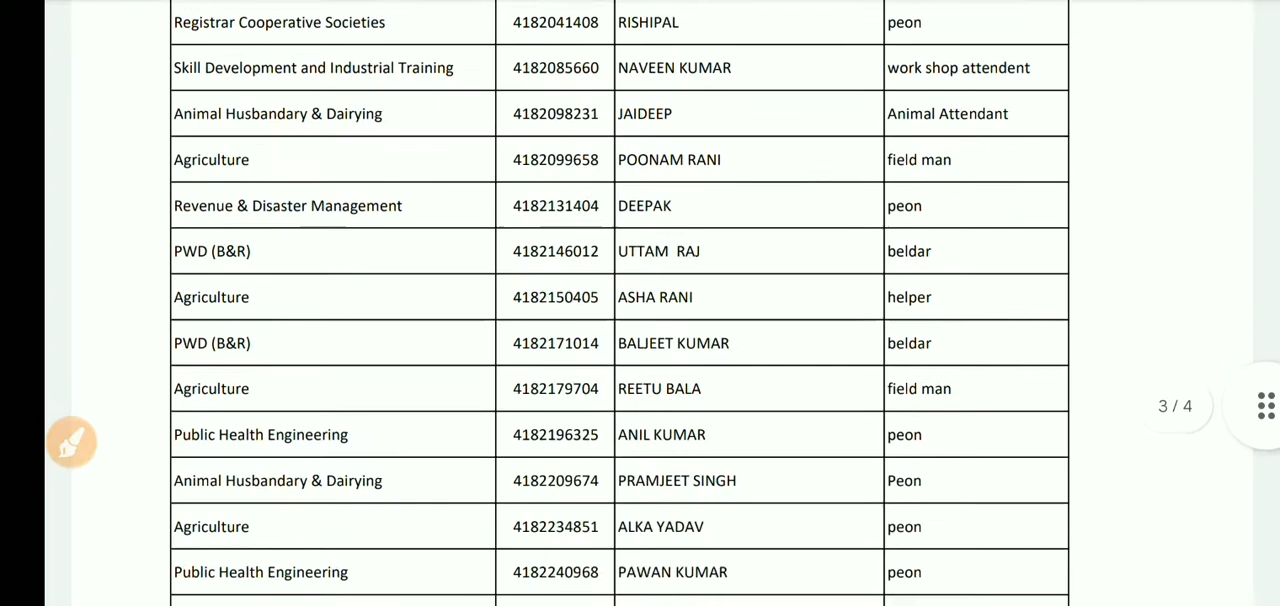 Registrar Cooperative Societies 4182041408 RISHIPAL peon
Skill Development and Industrial Training 4182085660 NAVEEN KUMAR work shop attendent
Animal Husbandary & Dairying 4182098231 JAIDEEP Animal Attendant
Agriculture 4182099658 POONAM RANI field man
Revenue & Disaster Management 4182131404 DEEPAK peon
PWD (B&R) 4182146012 UTTAM RAJ beldar
Agriculture 4182150405 ASHA RANI helper
PWD (B&R) 4182171014 BALJEET KUMAR beldar
Agriculture 4182179704 REETU BALA field man
3 / 4
Public Health Engineering 4182196325 ANIL KUMAR peon
Animal Husbandary & Dairying 4182209674 PRAMJEET SINGH Peon
Agriculture 4182234851 ALKA YADAV peon
Public Health Engineering 4182240968 PAWAN KUMAR peon